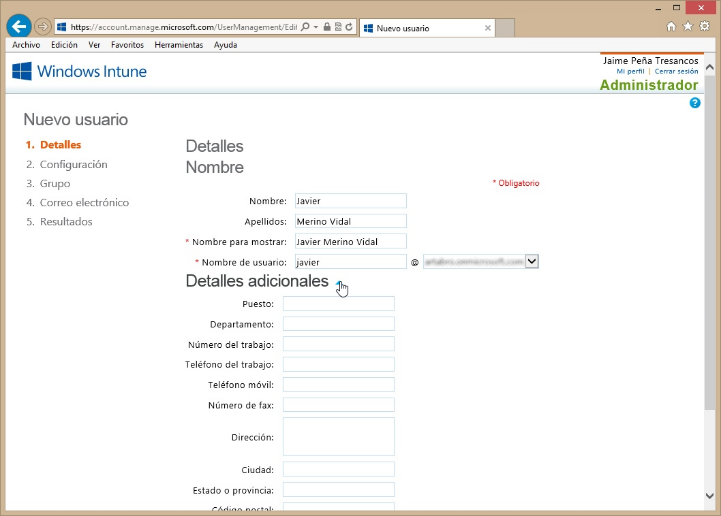 https://account.manage.microsoft.com/UserManagement/Edi
Nuevo usuario
Archivo Edición Ver Favoritos Herramientas Ayuda
Windows Intune
Jaime Peña Tresancos
Mi perfil | Cerrar sesión
Administrador
Nuevo usuario
1. Detalles
2. Configuración
3. Grupo
4. Correo electrónico
5. Resultados
Detalles
Nombre
* Obligatorio
Nombre: Javier
Apellidos: Merino Vidal
* Nombre para mostrar: Javier Merino Vidal
* Nombre de usuario: javier @
Detalles adicionales
Puesto:
Departamento:
Número del trabajo:
Teléfono del trabajo:
Teléfono móvil:
Número de fax:
Dirección:
Ciudad:
Estado o provincia:
Código postal: